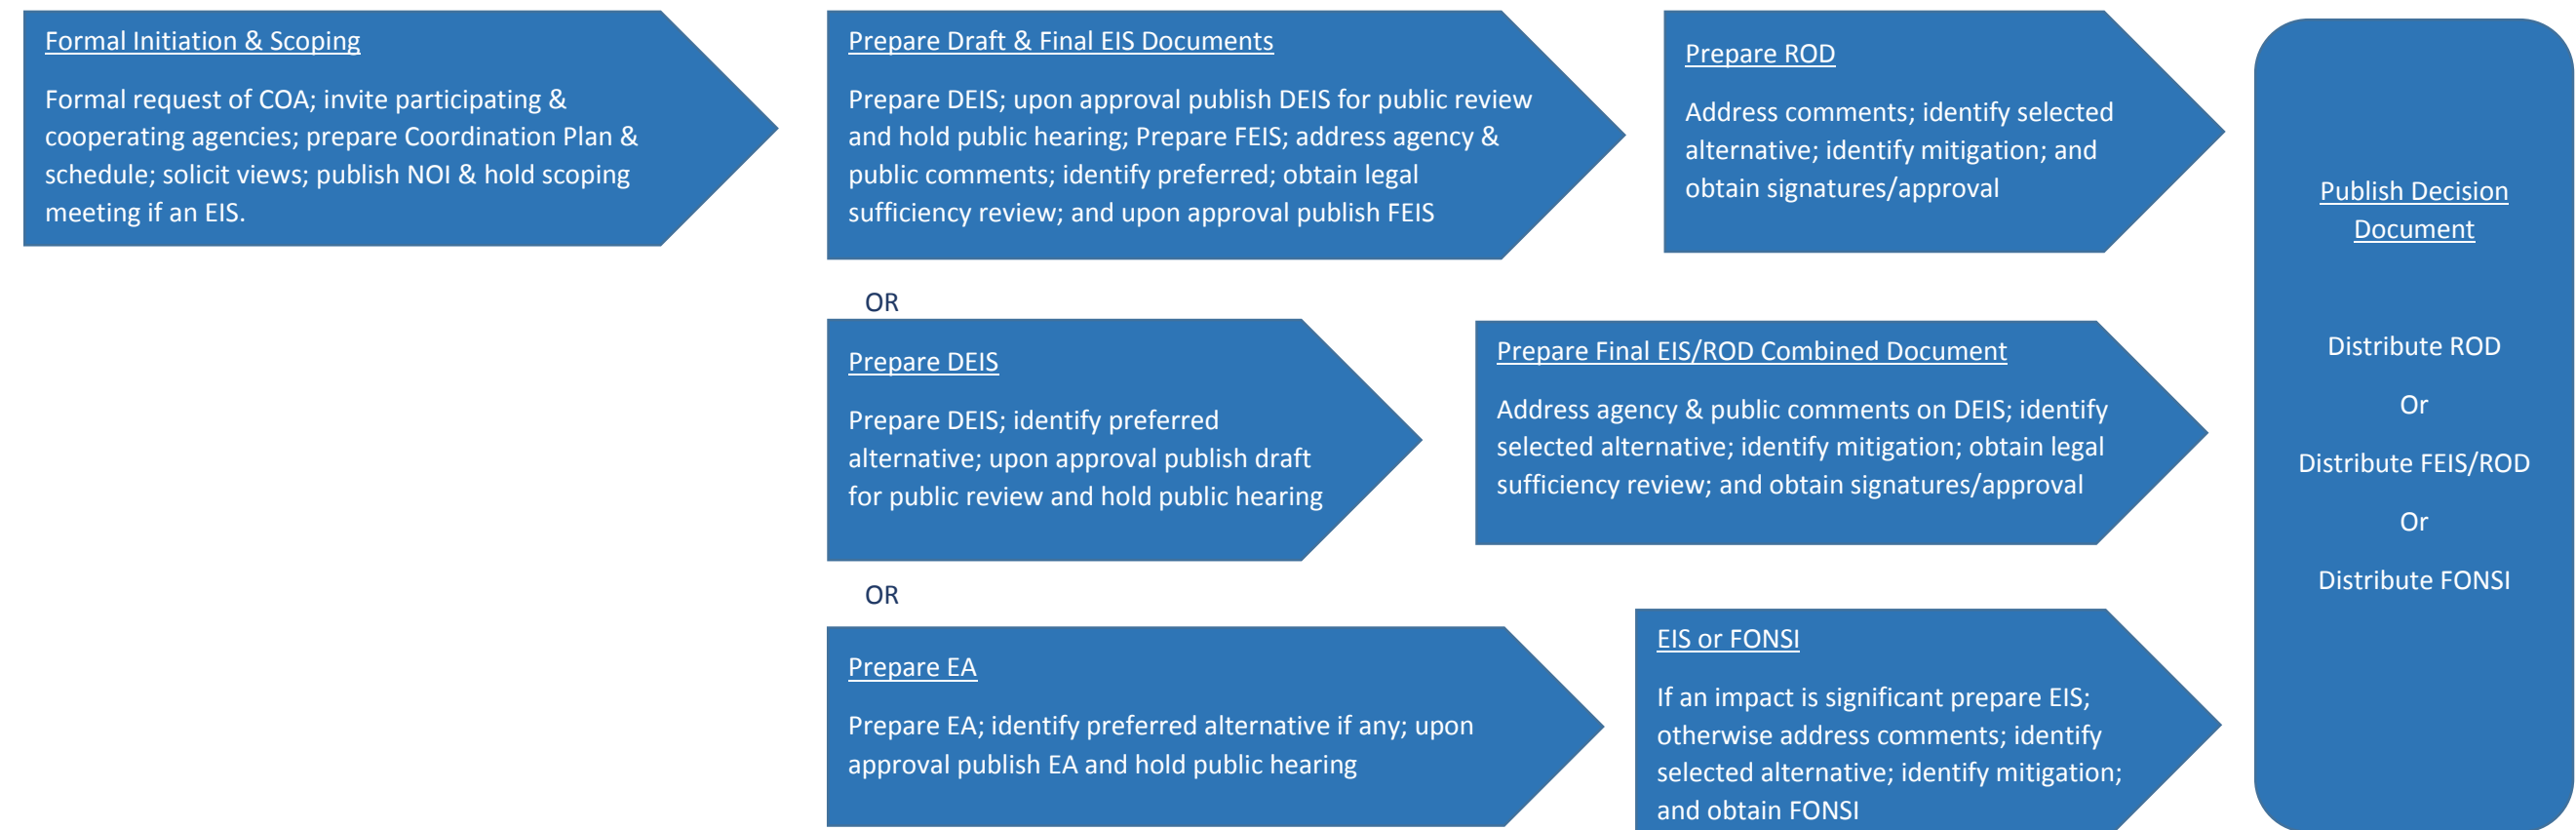 Formal Initiation & Scoping
Formal request of COA; invite participating &
cooperating agencies; prepare Coordination Plan &
schedule; solicit views; publish NOI & hold scoping
meeting if an EIS.
Prepare Draft & Final EIS Documents
Prepare DEIS; upon approval publish DEIS for public review
and hold public hearing; Prepare FEIS; address agency &
public comments; identify preferred; obtain legal
sufficiency review; and upon approval publish FEIS
Prepare ROD
Address comments; identify selected
alternative; identify mitigation; and
obtain signatures/approval
OR
Prepare DEIS
Prepare DEIS; identify preferred
alternative; upon approval publish draft
for public review and hold public hearing
Prepare Final EIS/ROD Combined Document
Address agency & public comments on DEIS; identify
selected alternative; identify mitigation; obtain legal
sufficiency review; and obtain signatures/approval
OR
Prepare EA
Prepare EA; identify preferred alternative if any; upon
approval publish EA and hold public hearing
EIS or FONSI
If an impact is significant prepare EIS;
otherwise address comments; identify
selected alternative; identify mitigation;
and obtain FONSI
Publish Decision
Document
Distribute ROD
Or
Distribute FEIS/ROD
Or
Distribute FONSI